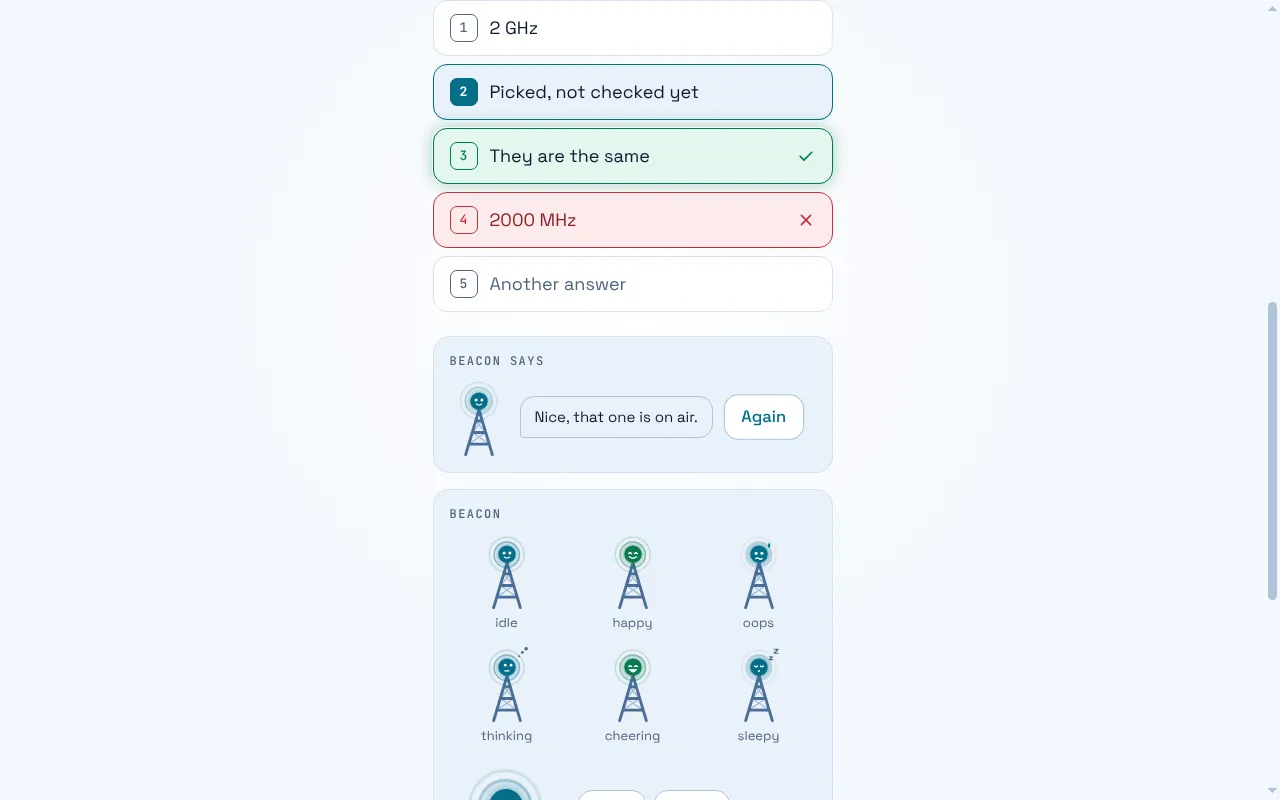 1 2 GHz
2 Picked, not checked yet
3 They are the same
4 2000 MHz
5 Another answer
BEACON SAYS
Nice, that one is on air. Again
BEACON
idle happy oops
z z
thinking cheering sleepy